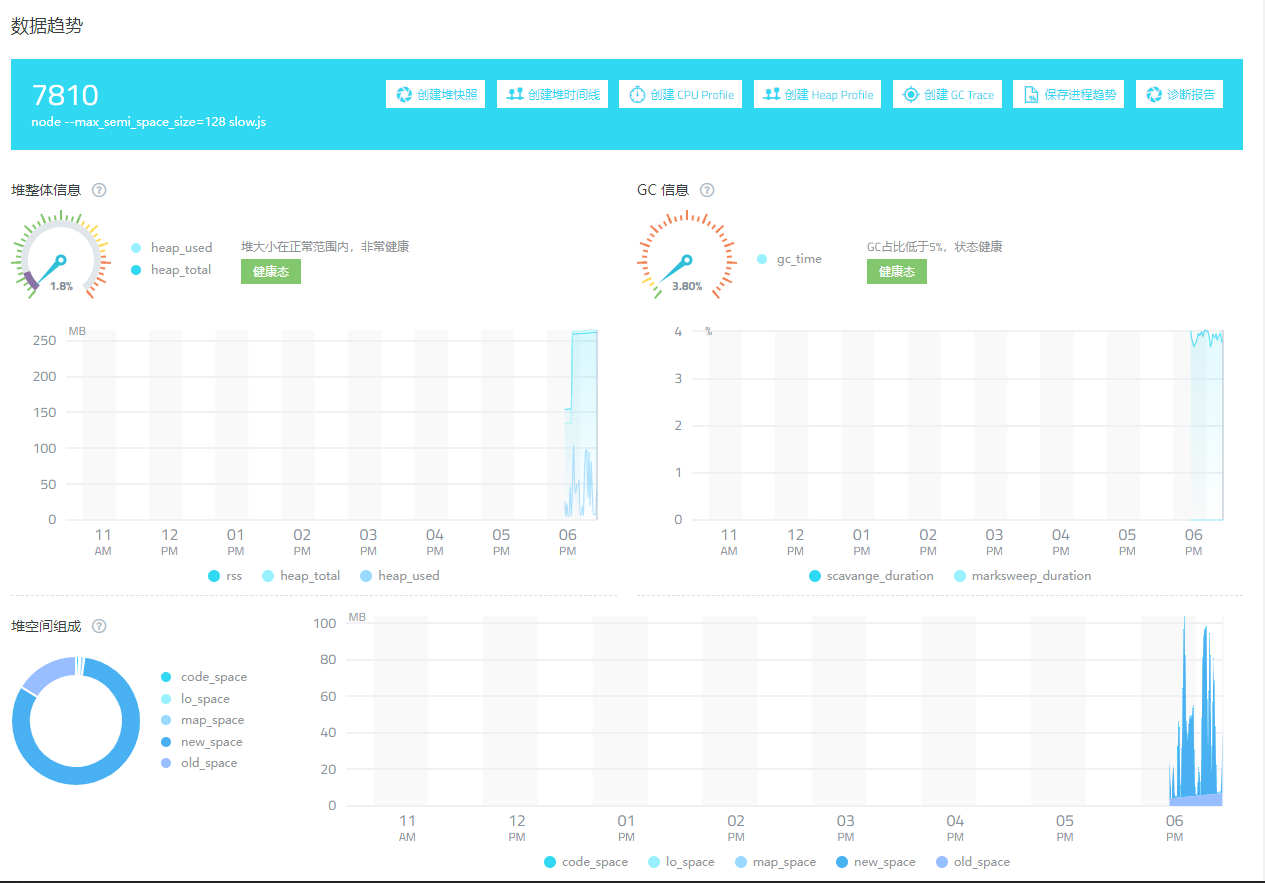 数据趋势
7810
node --max_semi_space_size=128 slow.js
创建堆快照
创建堆时间线
创建 CPU Profile
创建 Heap Profile
创建 GC Trace
保存进程趋势
诊断报告
堆整体信息 ?
1.8%
heap_used
heap_total
堆大小在正常范围内，非常健康
健康态
MB
250
200
150
100
50
0
11 12 01 02 03 04 05 06
AM PM PM PM PM PM PM PM
rss heap_total heap_used
GC 信息 ?
3.80%
gc_time
GC占比低于5%，状态健康
健康态
%
4
3
2
1
0
11 12 01 02 03 04 05 06
AM PM PM PM PM PM PM PM
scavange_duration marksweep_duration
堆空间组成 ?
code_space
lo_space
map_space
new_space
old_space
MB
100
80
60
40
20
0
11 12 01 02 03 04 05 06
AM PM PM PM PM PM PM PM
code_space lo_space map_space new_space old_space